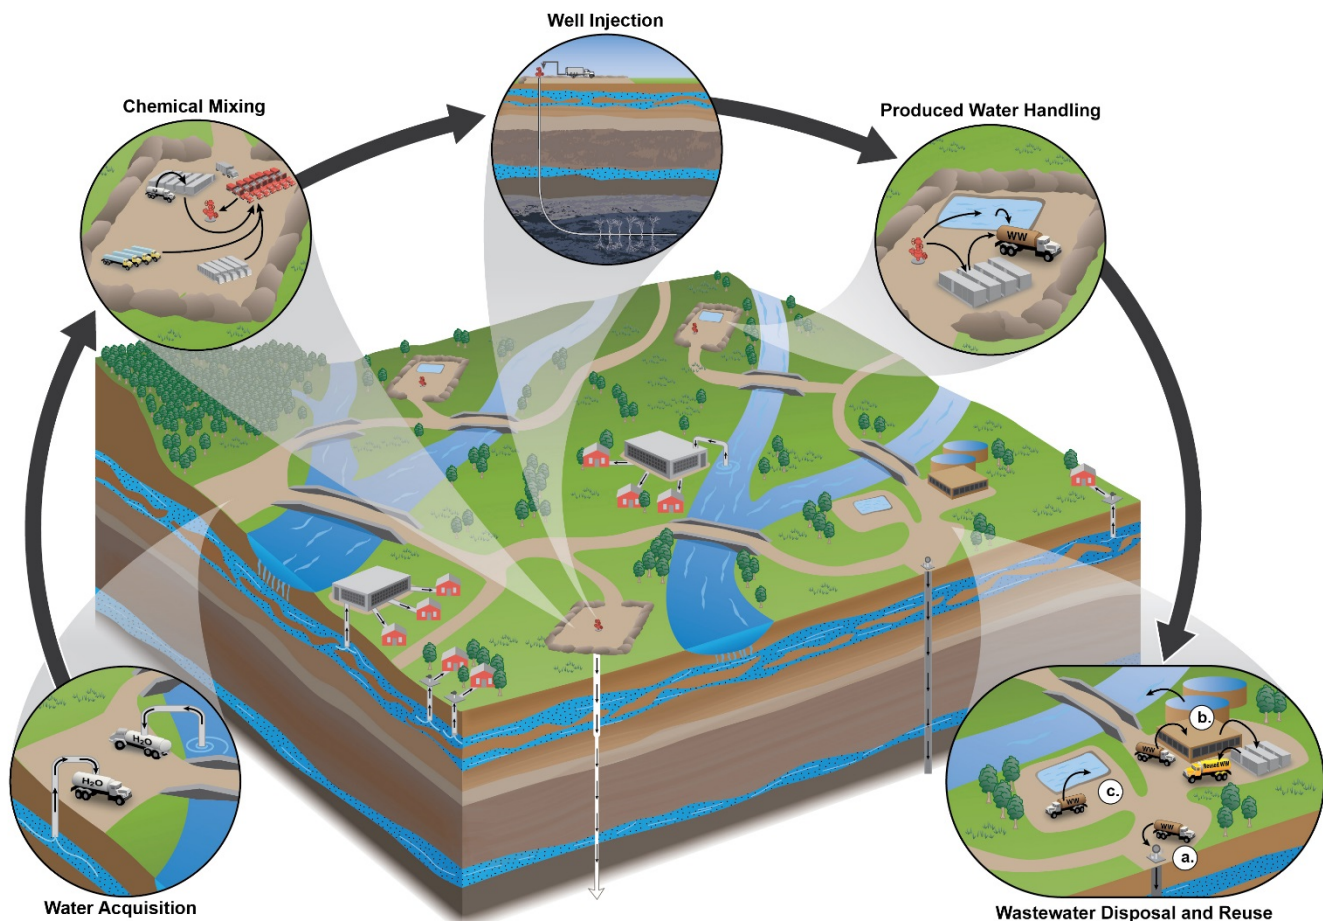 Well Injection
Chemical Mixing
Produced Water Handling
WW
H₂O
H₂O
Water Acquisition
b.
WW
Reused WW
c.
WW
WW
a.
Wastewater Disposal and Reuse